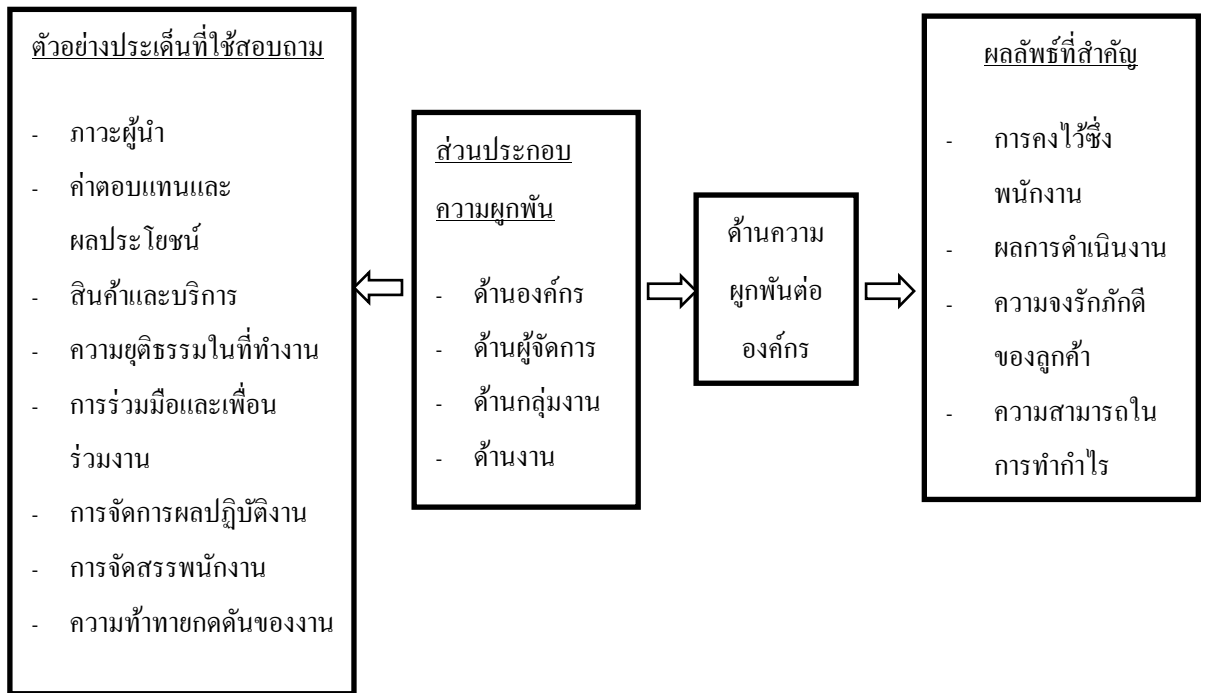 ตัวอย่างประเด็นที่ใช้สอบถาม
- ภาวะผู้นำ
- ค่าตอบแทนและ
ผลประโยชน์
- สินค้าและบริการ
- ความยุติธรรมในที่ทำงาน
- การร่วมมือและเพื่อน
ร่วมงาน
- การจัดการผลปฏิบัติงาน
- การจัดสรรพนักงาน
- ความท้าทายกดดันของงาน
ส่วนประกอบ
ความผูกพัน
- ด้านองค์กร
- ด้านผู้จัดการ
- ด้านกลุ่มงาน
- ด้านงาน
ด้านความ
ผูกพันต่อ
องค์กร
ผลลัพธ์ที่สำคัญ
- การคงไว้ซึ่ง
พนักงาน
- ผลการดำเนินงาน
- ความจงรักภักดี
ของลูกค้า
- ความสามารถใน
การทำกำไร